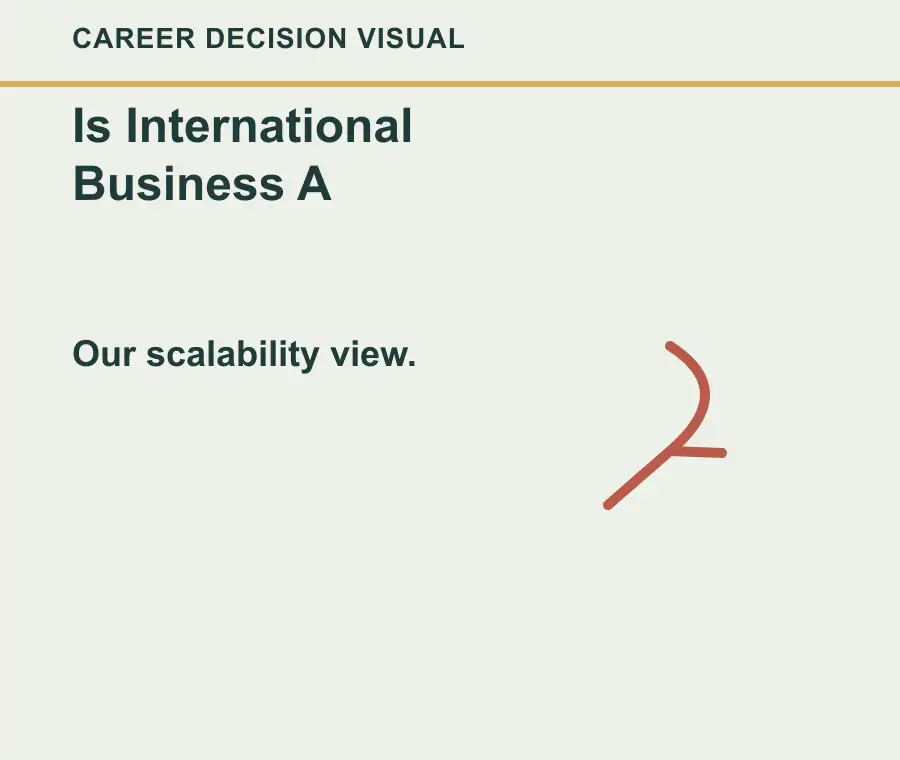 CAREER DECISION VISUAL
Is International
Business A
Our scalability view.